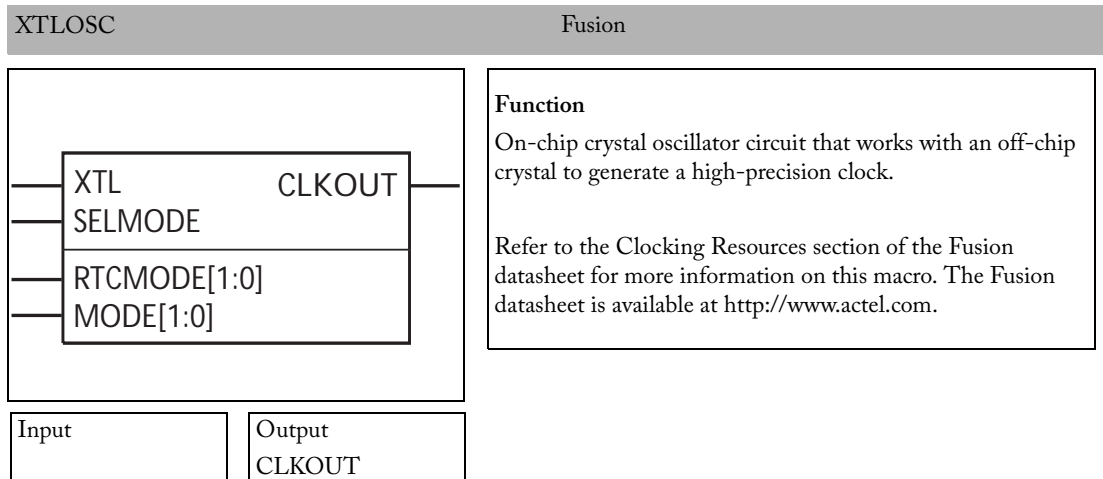 XTLOSC
Fusion
XTL
CLKOUT
SELMODE
RTCMODE[1:0]
MODE[1:0]
Function
On-chip crystal oscillator circuit that works with an off-chip
crystal to generate a high-precision clock.
Refer to the Clocking Resources section of the Fusion
datasheet for more information on this macro. The Fusion
datasheet is available at http://www.actel.com.
Input
Output
CLKOUT